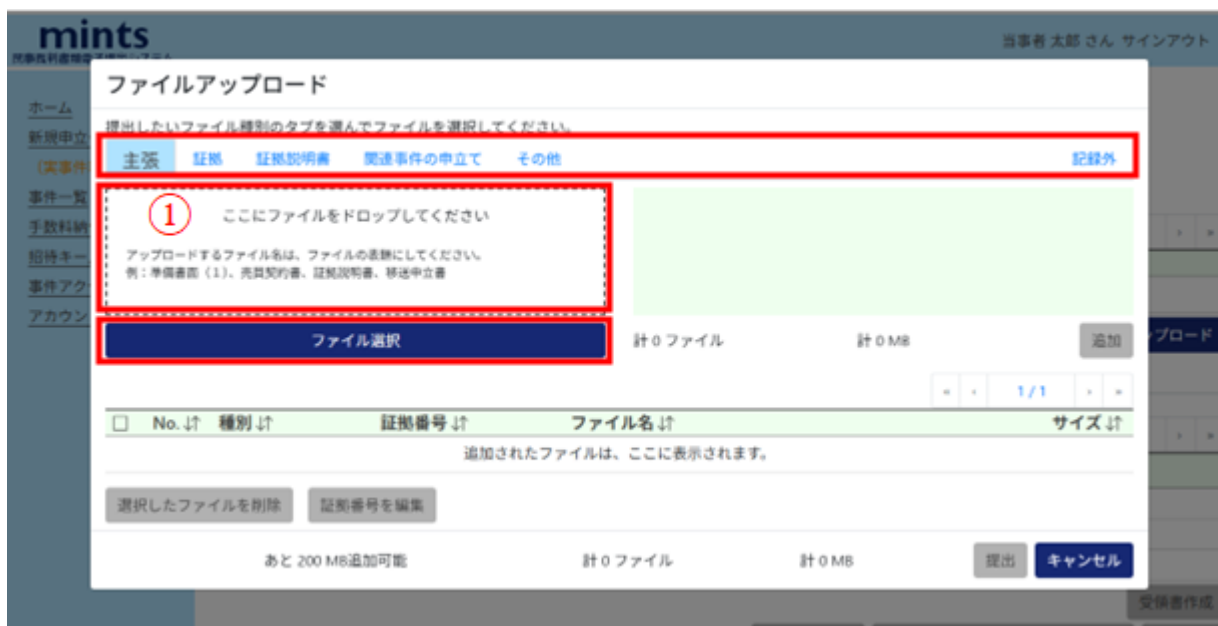 mints
当事者 太郎 さん サインアウト
ファイルアップロード
ホーム
提出したいファイル種別のタブを選んでファイルを選択してください。
新規申立
主張 証拠 証拠説明書 関連事件の申立て その他 記録外
（実事件
事件一覧
① ここにファイルをドロップしてください
手数料納
アップロードするファイル名は、ファイルの表題にしてください。
招待キー
例：準備書面（1）、売買契約書、証拠説明書、移送申立書
事件アク
アカウン
ファイル選択 計 0 ファイル 計 0 MB 追加
プロード
« ‹ 1 / 1 › »
No. ↓↑ 種別 ↓↑ 証拠番号 ↓↑ ファイル名 ↓↑ サイズ ↓↑
追加されたファイルは、ここに表示されます。
選択したファイルを削除 証拠番号を編集
あと 200 MB追加可能 計 0 ファイル 計 0 MB 提出 キャンセル
受領書作成